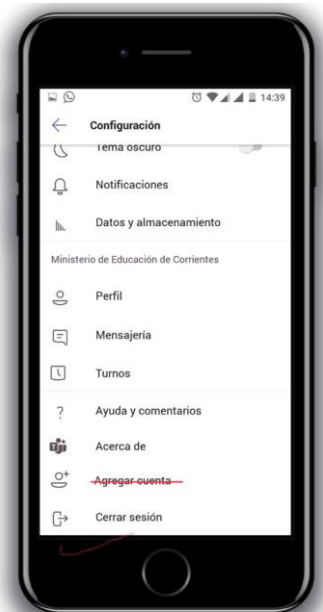 14:39
Configuración
Tema oscuro
Notificaciones
Datos y almacenamiento
Ministerio de Educación de Corrientes
Perfil
Mensajería
Turnos
? Ayuda y comentarios
Acerca de
Agregar cuenta
Cerrar sesión